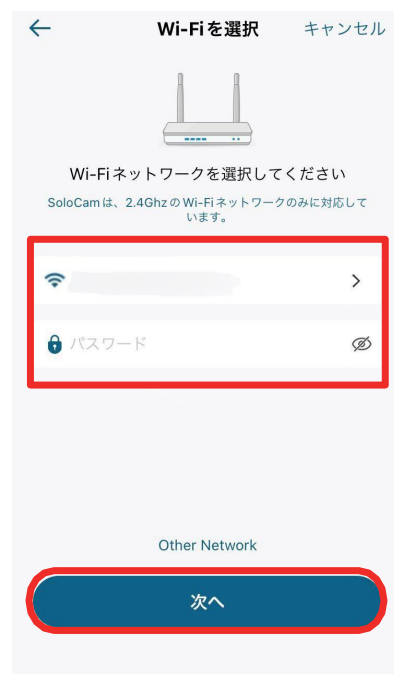 Wi-Fiを選択
キャンセル
Wi-Fiネットワークを選択してください
SoloCamは、2.4GhzのWi-Fiネットワークのみに対応して
います。
パスワード
Other Network
次へ